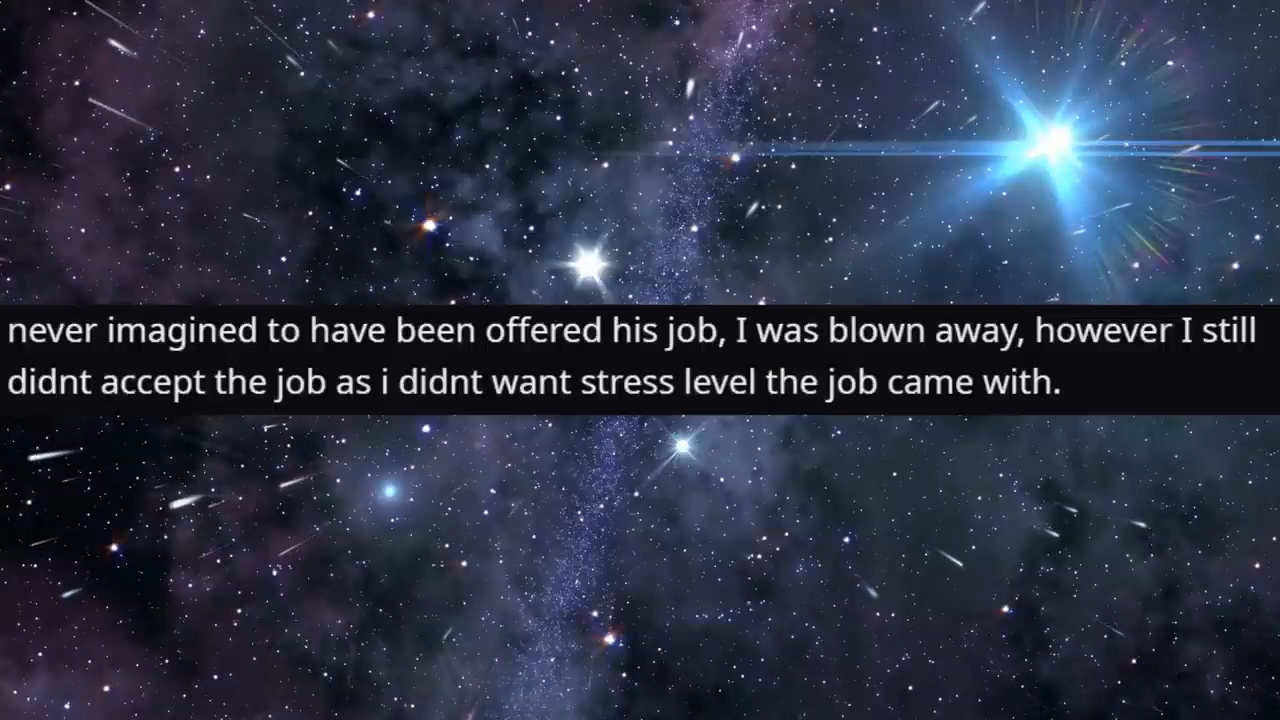 never imagined to have been offered his job, I was blown away, however I still
didnt accept the job as i didnt want stress level the job came with.